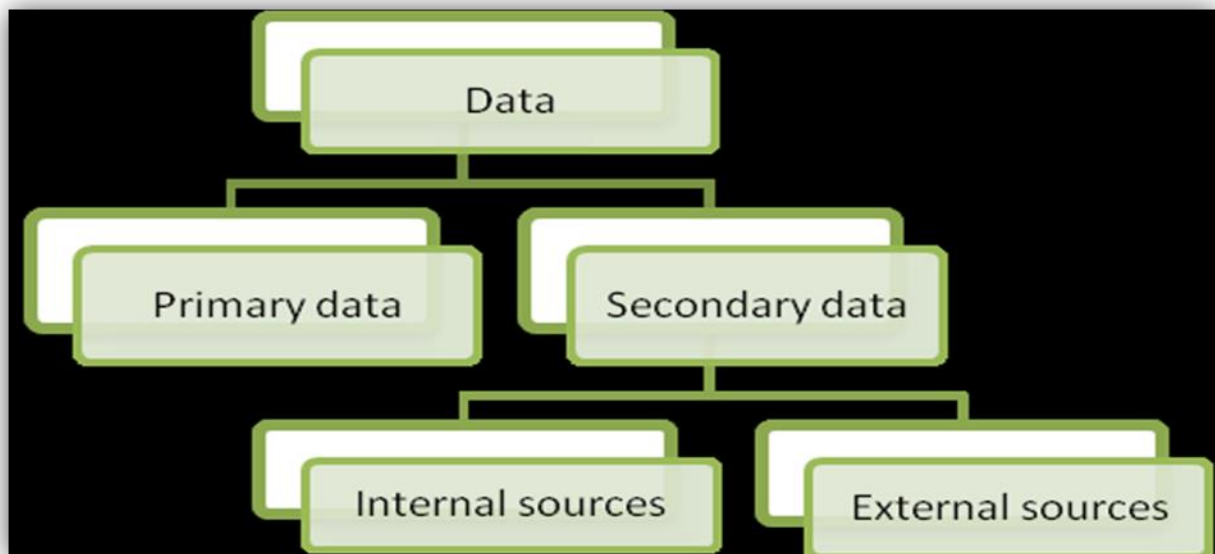 Data
Primary data
Secondary data
Internal sources
External sources